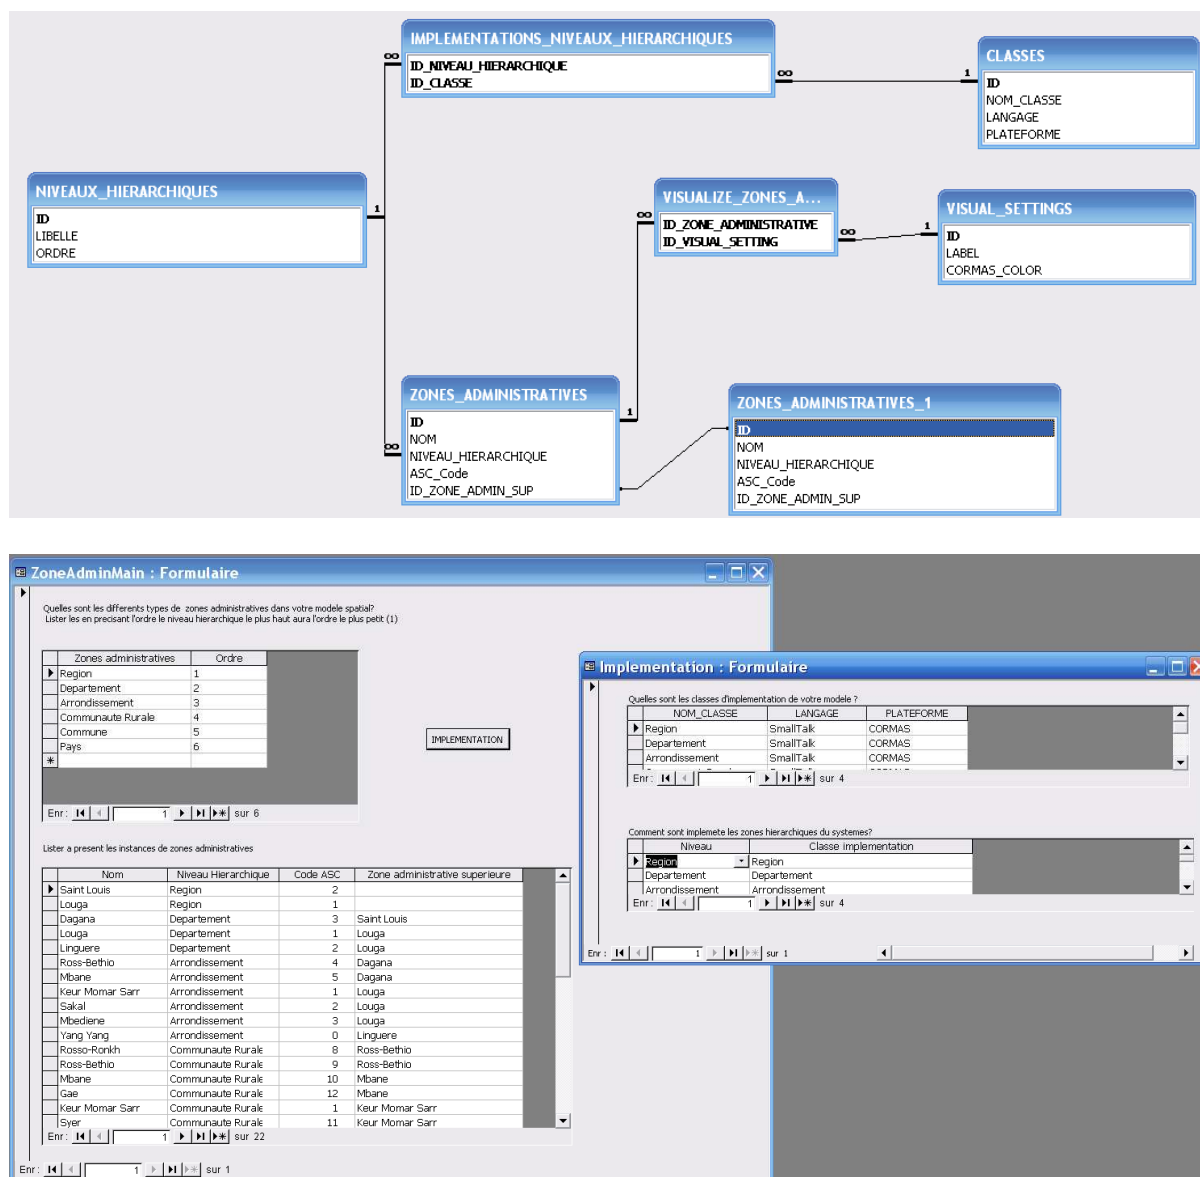 IMPLEMENTATIONS_NIVEAUX_HIERARCHIQUES
ID_NIVEAU_HIERARCHIQUE
ID_CLASSE
CLASSES
ID
NOM_CLASSE
LANGAGE
PLATEFORME
∞
∞
1
NIVEAUX_HIERARCHIQUES
ID
LIBELLE
ORDRE
1
VISUALIZE_ZONES_A...
ID_ZONE_ADMINISTRATIVE
ID_VISUAL_SETTING
∞
∞
1
VISUAL_SETTINGS
ID
LABEL
CORMAS_COLOR
ZONES_ADMINISTRATIVES
ID
NOM
NIVEAU_HIERARCHIQUE
ASC_Code
ID_ZONE_ADMIN_SUP
1
∞
ZONES_ADMINISTRATIVES_1
ID
NOM
NIVEAU_HIERARCHIQUE
ASC_Code
ID_ZONE_ADMIN_SUP
ZoneAdminMain : Formulaire
Quelles sont les differents types de zones administratives dans votre modele spatial?
Lister les en precisant l'ordre le niveau hierarchique le plus haut aura l'ordre le plus petit (1)
Zones administratives Ordre
Region 1
Departement 2
Arrondissement 3
Communaute Rurale 4
Commune 5
Pays 6
Enr: 1 sur 6
IMPLEMENTATION
Lister a present les instances de zones administratives
Nom Niveau Hierarchique Code ASC Zone administrative superieure
Saint Louis Region 2
Louga Region 1
Dagana Departement 3 Saint Louis
Louga Departement 1 Louga
Linguere Departement 2 Louga
Ross-Bethio Arrondissement 4 Dagana
Mbane Arrondissement 5 Dagana
Keur Momar Sarr Arrondissement 1 Louga
Sakal Arrondissement 2 Louga
Mbediene Arrondissement 3 Louga
Yang Yang Arrondissement 0 Linguere
Rosso-Ronkh Communaute Rurale 8 Ross-Bethio
Ross-Bethio Communaute Rurale 9 Ross-Bethio
Mbane Communaute Rurale 10 Mbane
Gae Communaute Rurale 12 Mbane
Keur Momar Sarr Communaute Rurale 1 Keur Momar Sarr
Syer Communaute Rurale 11 Keur Momar Sarr
Enr: 1 sur 22
Enr: 1 sur 1
Implementation : Formulaire
Quelles sont les classes d'implementation de votre modele ?
NOM_CLASSE LANGAGE PLATEFORME
Region SmallTalk CORMAS
Departement SmallTalk CORMAS
Arrondissement SmallTalk CORMAS
Enr: 1 sur 4
Comment sont implemete les zones hierarchiques du systemes?
Niveau Classe implementation
Region Region
Departement Departement
Arrondissement Arrondissement
Enr: 1 sur 4
Enr: 1 sur 1